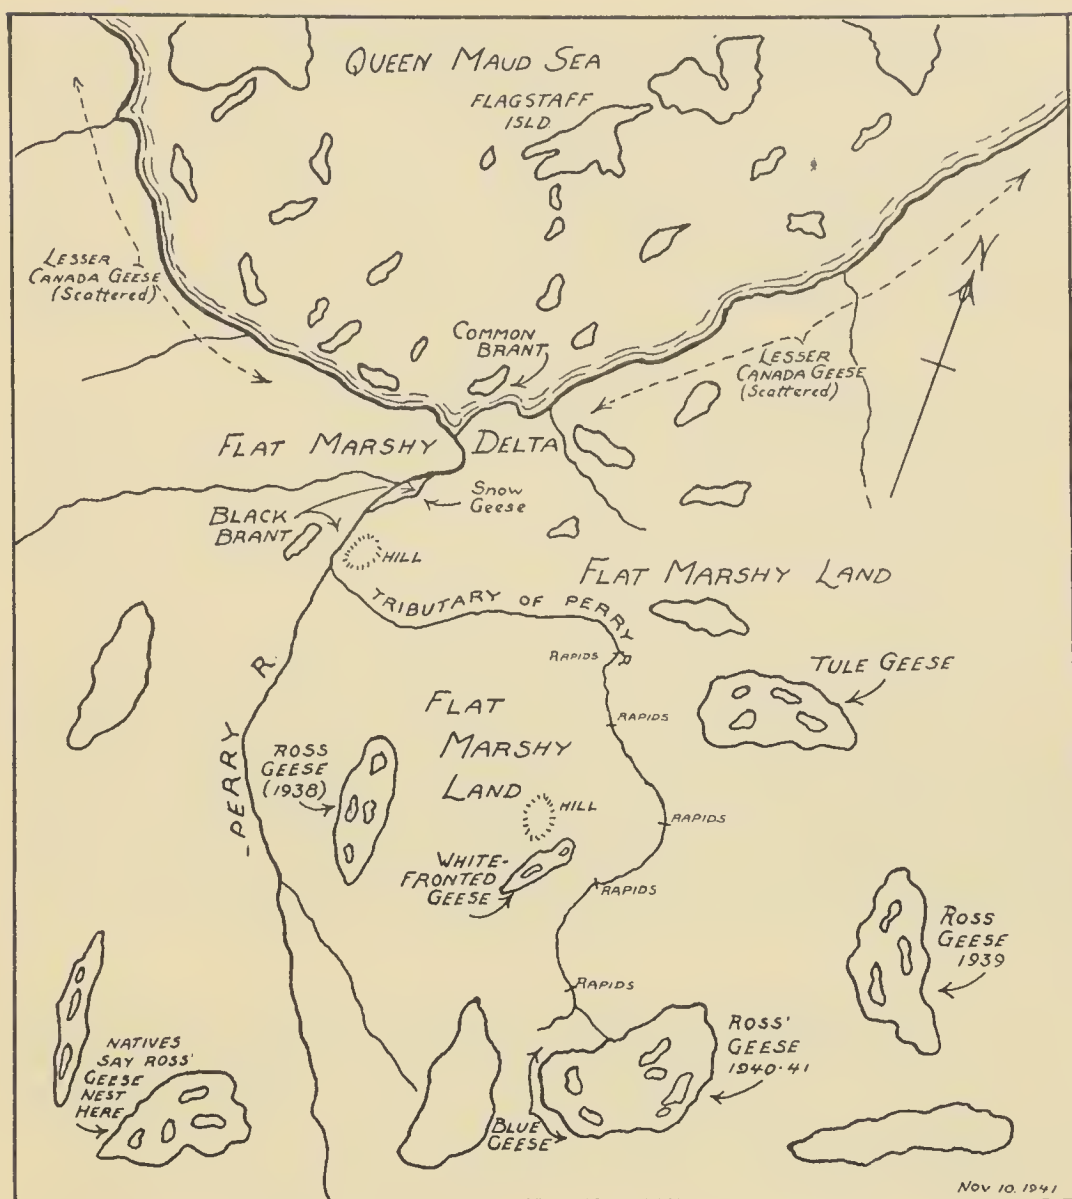 QUEEN MAUD SEA
FLAGSTAFF
ISLD.
N
LESSER
CANADA GEESE
(Scattered)
COMMON
BRANT
LESSER
CANADA GEESE
(Scattered)
FLAT MARSHY DELTA
Snow
Geese
BLACK
BRANT
HILL
FLAT MARSHY LAND
TRIBUTARY OF PERRY R.
RAPIDS
TULE GEESE
RAPIDS
FLAT
MARSHY
LAND
PERRY R.
ROSS
GEESE
(1938)
HILL
RAPIDS
WHITE-
FRONTED
GEESE
RAPIDS
ROSS
GEESE
1939
RAPIDS
NATIVES
SAY ROSS'
GEESE
NEST
HERE
ROSS'
GEESE
1940-41
BLUE
GEESE
NOV 10, 1941